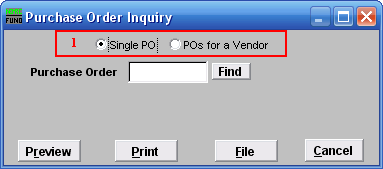 FUND Purchase Order Inquiry
1 Single PO POs for a Vendor
Purchase Order Find
Preview Print File Cancel